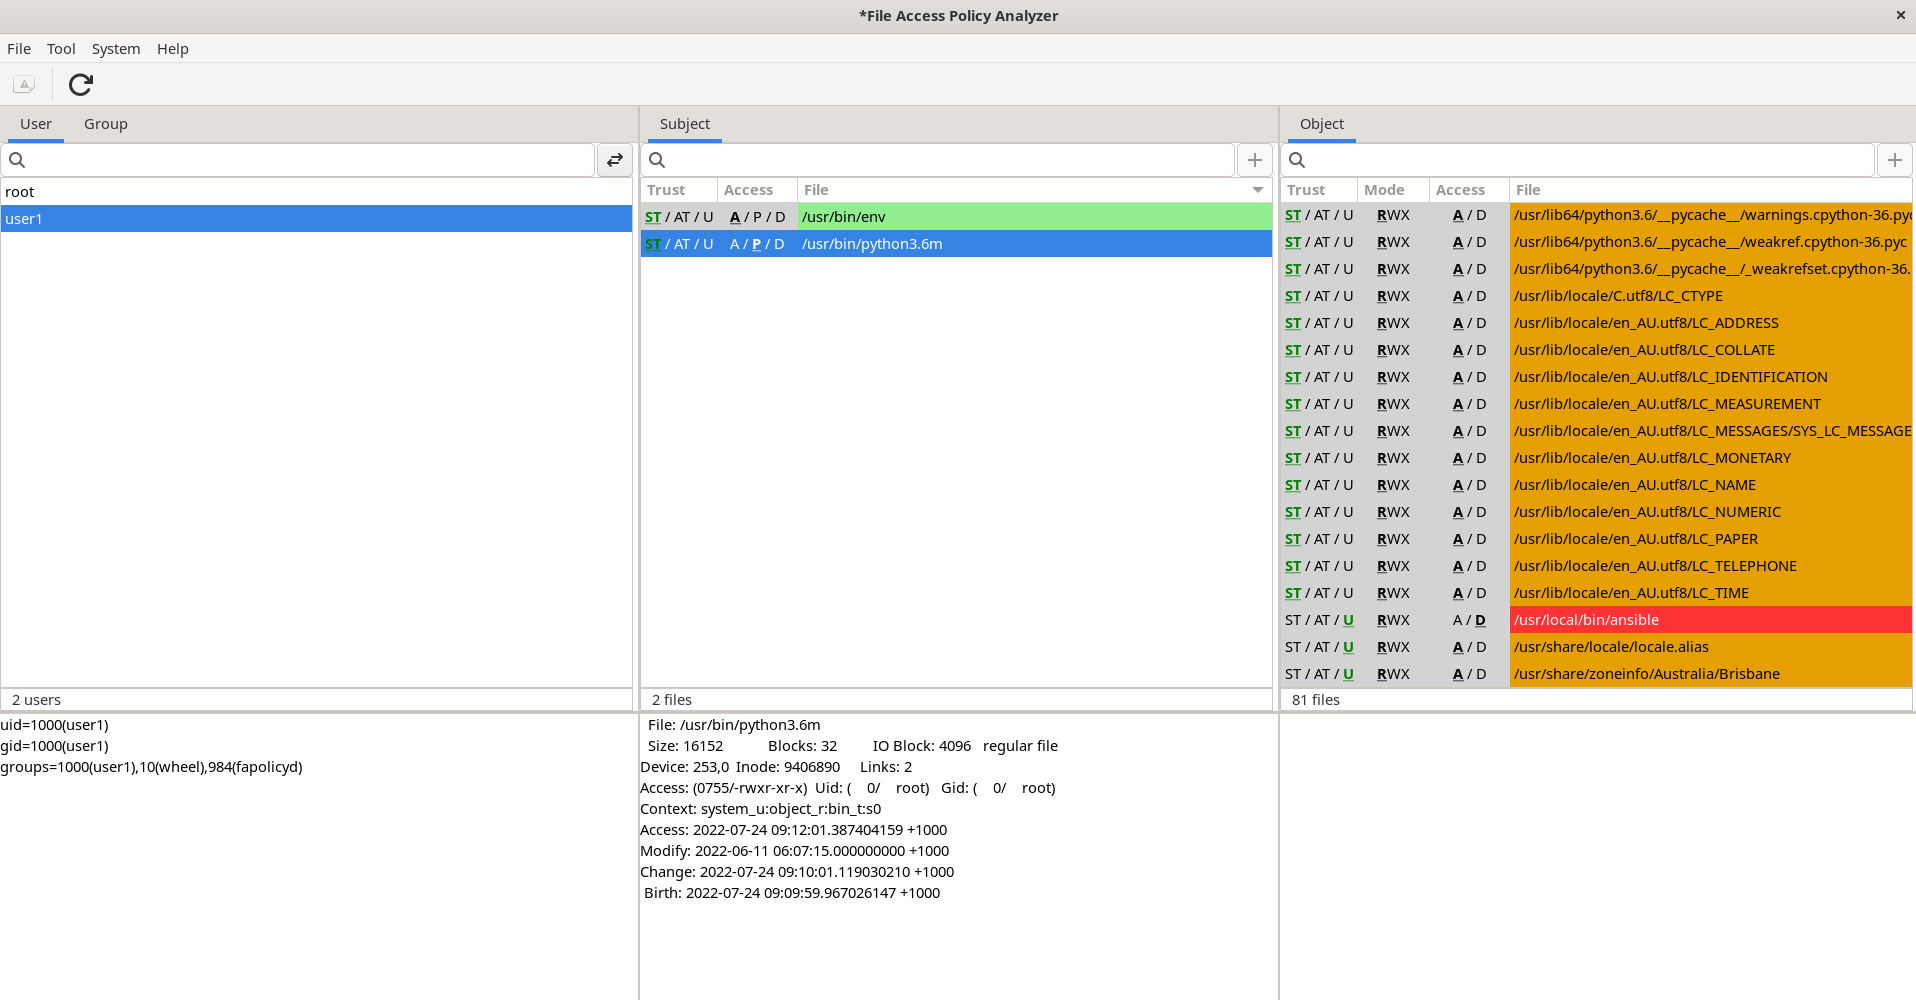 *File Access Policy Analyzer
File Tool System Help
User Group
root
user1
2 users
uid=1000(user1)
gid=1000(user1)
groups=1000(user1),10(wheel),984(fapolicyd)
Subject
Trust Access File
ST / AT / U A / P / D /usr/bin/env
ST / AT / U A / P / D /usr/bin/python3.6m
2 files
File: /usr/bin/python3.6m
Size: 16152 Blocks: 32 IO Block: 4096 regular file
Device: 253,0 Inode: 9406890 Links: 2
Access: (0755/-rwxr-xr-x) Uid: ( 0/ root) Gid: ( 0/ root)
Context: system_u:object_r:bin_t:s0
Access: 2022-07-24 09:12:01.387404159 +1000
Modify: 2022-06-11 06:07:15.000000000 +1000
Change: 2022-07-24 09:10:01.119030210 +1000
Birth: 2022-07-24 09:09:59.967026147 +1000
Object
Trust Mode Access File
ST / AT / U RWX A / D /usr/lib64/python3.6/__pycache__/warnings.cpython-36.pyc
ST / AT / U RWX A / D /usr/lib64/python3.6/__pycache__/weakref.cpython-36.pyc
ST / AT / U RWX A / D /usr/lib64/python3.6/__pycache__/_weakrefset.cpython-36.
ST / AT / U RWX A / D /usr/lib/locale/C.utf8/LC_CTYPE
ST / AT / U RWX A / D /usr/lib/locale/en_AU.utf8/LC_ADDRESS
ST / AT / U RWX A / D /usr/lib/locale/en_AU.utf8/LC_COLLATE
ST / AT / U RWX A / D /usr/lib/locale/en_AU.utf8/LC_IDENTIFICATION
ST / AT / U RWX A / D /usr/lib/locale/en_AU.utf8/LC_MEASUREMENT
ST / AT / U RWX A / D /usr/lib/locale/en_AU.utf8/LC_MESSAGES/SYS_LC_MESSAGE
ST / AT / U RWX A / D /usr/lib/locale/en_AU.utf8/LC_MONETARY
ST / AT / U RWX A / D /usr/lib/locale/en_AU.utf8/LC_NAME
ST / AT / U RWX A / D /usr/lib/locale/en_AU.utf8/LC_NUMERIC
ST / AT / U RWX A / D /usr/lib/locale/en_AU.utf8/LC_PAPER
ST / AT / U RWX A / D /usr/lib/locale/en_AU.utf8/LC_TELEPHONE
ST / AT / U RWX A / D /usr/lib/locale/en_AU.utf8/LC_TIME
ST / AT / U RWX A / D /usr/local/bin/ansible
ST / AT / U RWX A / D /usr/share/locale/locale.alias
ST / AT / U RWX A / D /usr/share/zoneinfo/Australia/Brisbane
81 files